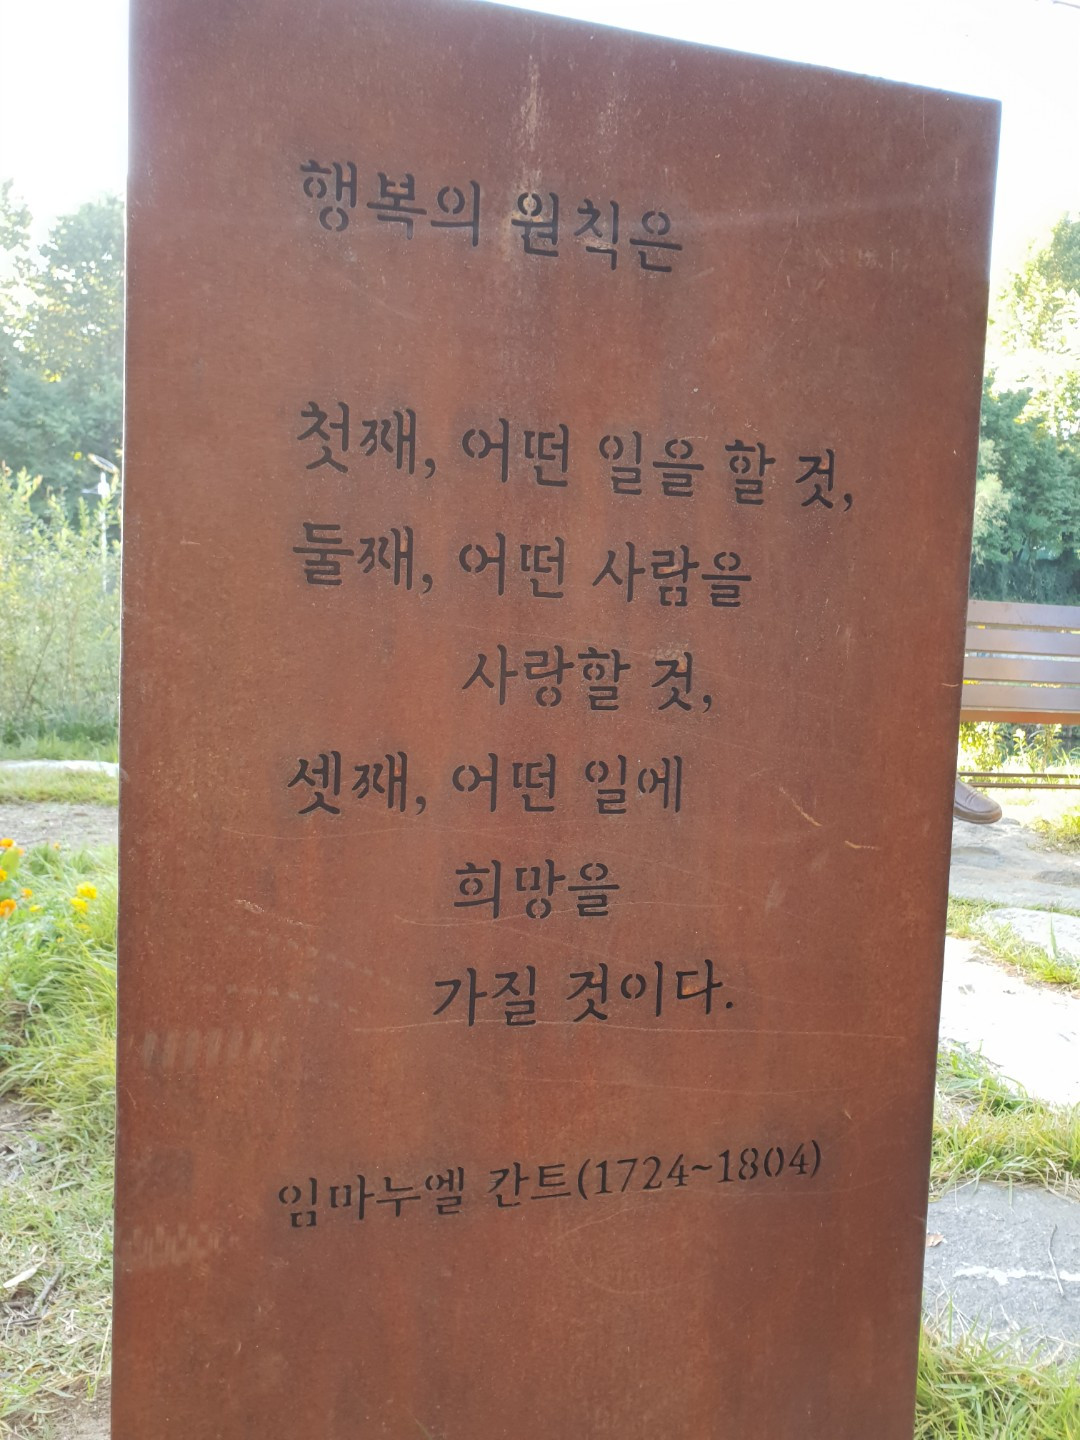 행복의 원칙은
첫째, 어떤 일을 할 것,
둘째, 어떤 사람을
사랑할 것,
셋째, 어떤 일에
희망을
가질 것이다.
임마누엘 칸트(1724~1804)